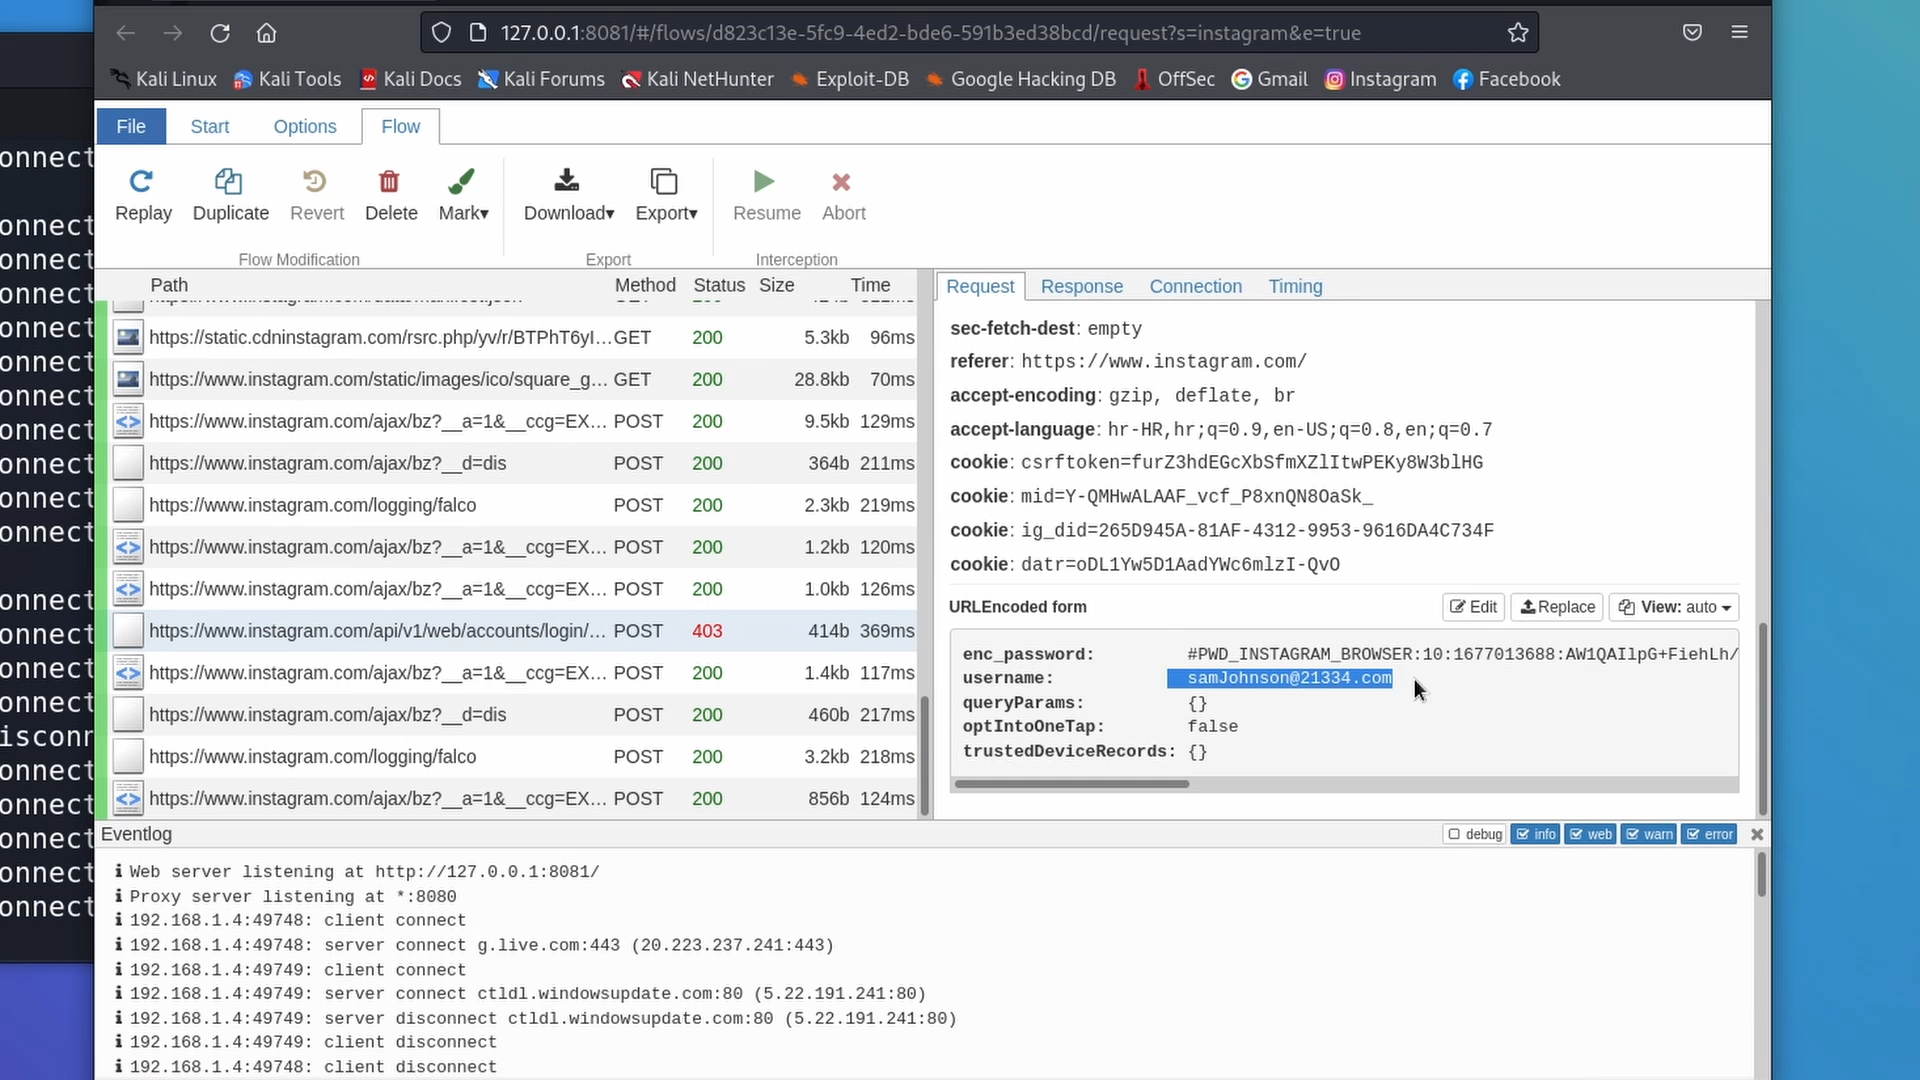 127.0.0.1:8081/#/flows/d823c13e-5fc9-4ed2-bde6-591b3ed38bcd/request?s=instagram&e=true
Kali Linux Kali Tools Kali Docs Kali Forums Kali NetHunter Exploit-DB Google Hacking DB OffSec Gmail Instagram Facebook
File Start Options Flow
Replay Duplicate Revert Delete Mark▾ Download▾ Export▾ Resume Abort
Flow Modification Export Interception
Path Method Status Size Time
https://static.cdninstagram.com/rsrc.php/yv/r/BTPhT6yI... GET 200 5.3kb 96ms
https://www.instagram.com/static/images/ico/square_g... GET 200 28.8kb 70ms
https://www.instagram.com/ajax/bz?__a=1&__ccg=EX... POST 200 9.5kb 129ms
https://www.instagram.com/ajax/bz?__d=dis POST 200 364b 211ms
https://www.instagram.com/logging/falco POST 200 2.3kb 219ms
https://www.instagram.com/ajax/bz?__a=1&__ccg=EX... POST 200 1.2kb 120ms
https://www.instagram.com/ajax/bz?__a=1&__ccg=EX... POST 200 1.0kb 126ms
https://www.instagram.com/api/v1/web/accounts/login/... POST 403 414b 369ms
https://www.instagram.com/ajax/bz?__a=1&__ccg=EX... POST 200 1.4kb 117ms
https://www.instagram.com/ajax/bz?__d=dis POST 200 460b 217ms
https://www.instagram.com/logging/falco POST 200 3.2kb 218ms
https://www.instagram.com/ajax/bz?__a=1&__ccg=EX... POST 200 856b 124ms
Request Response Connection Timing
sec-fetch-dest: empty
referer: https://www.instagram.com/
accept-encoding: gzip, deflate, br
accept-language: hr-HR,hr;q=0.9,en-US;q=0.8,en;q=0.7
cookie: csrftoken=furZ3hdEGcXbSfmXZlItwPEKy8W3blHG
cookie: mid=Y-QMHwALAAF_vcf_P8xnQN8OaSk_
cookie: ig_did=265D945A-81AF-4312-9953-9616DA4C734F
cookie: datr=oDL1Yw5D1AadYWc6mlzI-QvO
URLEncoded form Edit Replace View: auto
enc_password: #PWD_INSTAGRAM_BROWSER:10:1677013688:AW1QAIlpG+FiehLh/
username: samJohnson@21334.com
queryParams: {}
optIntoOneTap: false
trustedDeviceRecords: {}
Eventlog debug info web warn error
Web server listening at http://127.0.0.1:8081/
Proxy server listening at *:8080
192.168.1.4:49748: client connect
192.168.1.4:49748: server connect g.live.com:443 (20.223.237.241:443)
192.168.1.4:49749: client connect
192.168.1.4:49749: server connect ctldl.windowsupdate.com:80 (5.22.191.241:80)
192.168.1.4:49749: server disconnect ctldl.windowsupdate.com:80 (5.22.191.241:80)
192.168.1.4:49749: client disconnect
192.168.1.4:49748: client disconnect